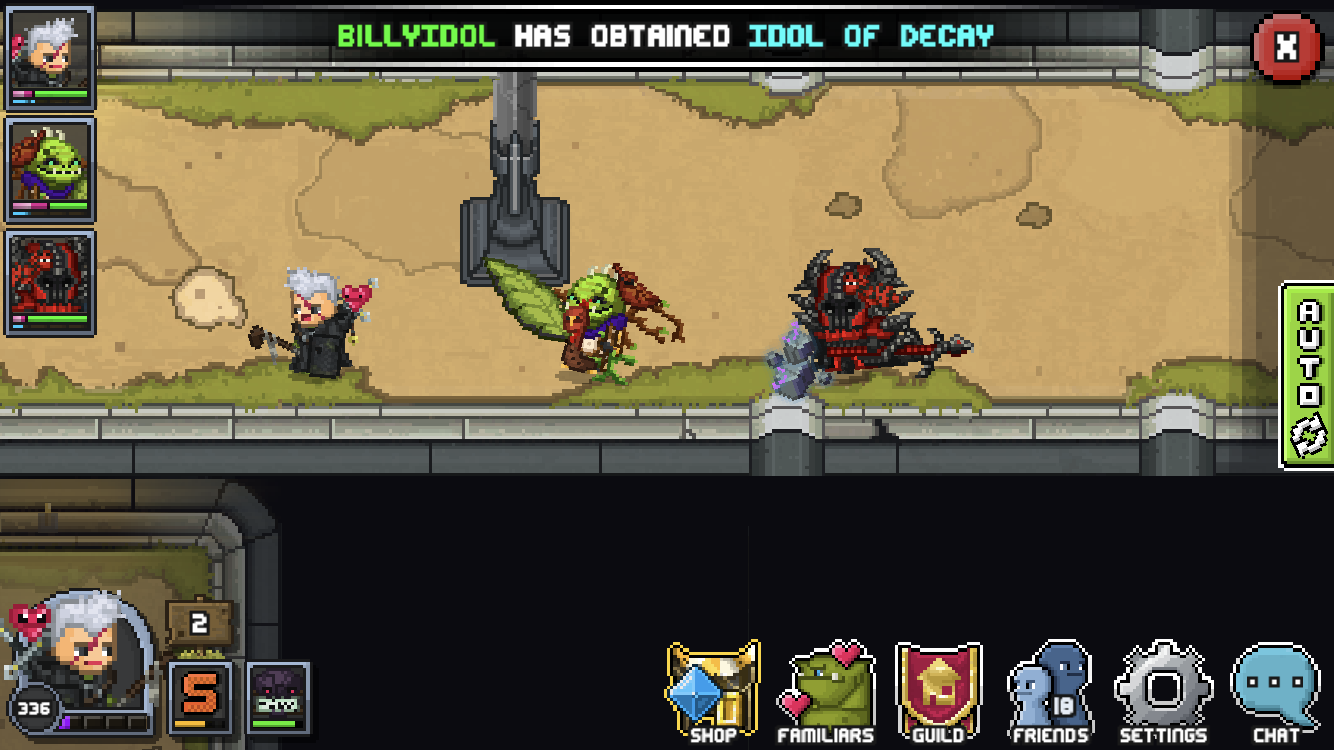 BILLYIDOL HAS OBTAINED IDOL OF DECAY
X
AUTO
2
S
336
18
SHOP
FAMILIARS
GUILD
FRIENDS
SETTINGS
CHAT